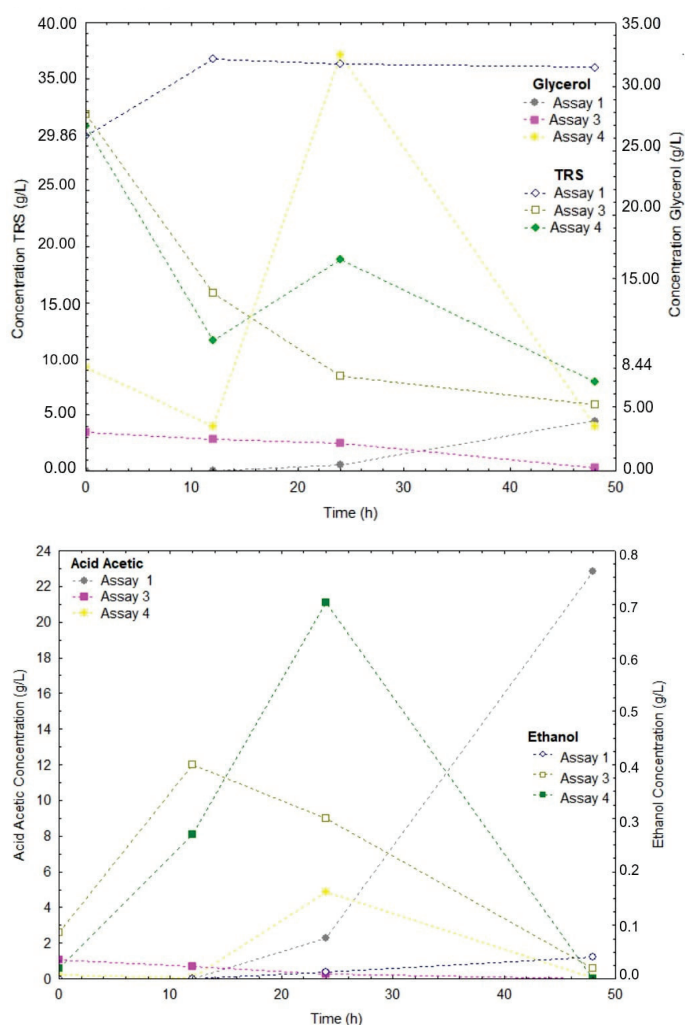 40.00
35.00
29.86
25.00
20.00
15.00
10.00
5.00
0.00
Concentration TRS (g/L)
35.00
30.00
25.00
20.00
15.00
8.44
5.00
0.00
Concentration Glycerol (g/L)
Glycerol
Assay 1
Assay 3
Assay 4
TRS
Assay 1
Assay 3
Assay 4
0 10 20 30 40 50
Time (h)
24
22
20
18
16
14
12
10
8
6
4
2
0
Acid Acetic Concentration (g/L)
Acid Acetic
Assay 1
Assay 3
Assay 4
0.8
0.7
0.6
0.5
0.4
0.3
0.2
0.1
0.0
Ethanol Concentration (g/L)
Ethanol
Assay 1
Assay 3
Assay 4
0 10 20 30 40 50
Time (h)